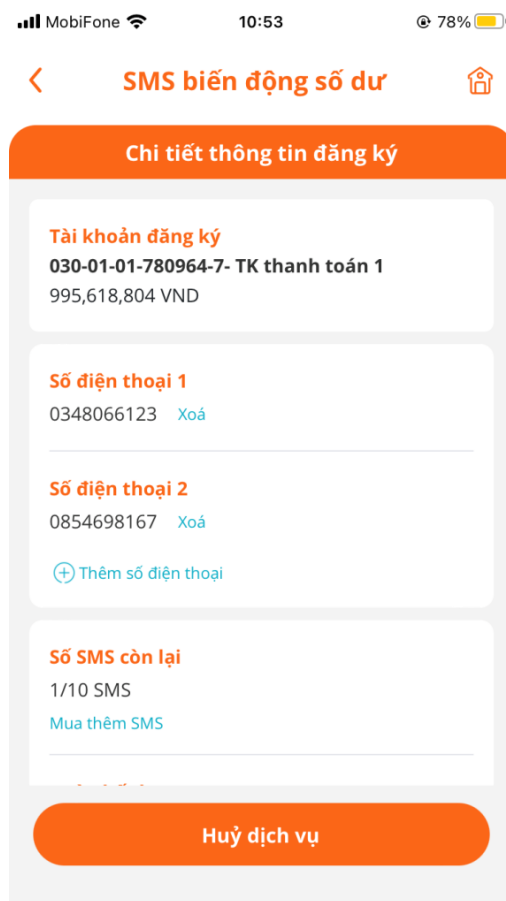 MobiFone
10:53
78%
SMS biến động số dư
Chi tiết thông tin đăng ký
Tài khoản đăng ký
030-01-01-780964-7- TK thanh toán 1
995,618,804 VND
Số điện thoại 1
0348066123 Xoá
Số điện thoại 2
0854698167 Xoá
Thêm số điện thoại
Số SMS còn lại
1/10 SMS
Mua thêm SMS
Huỷ dịch vụ